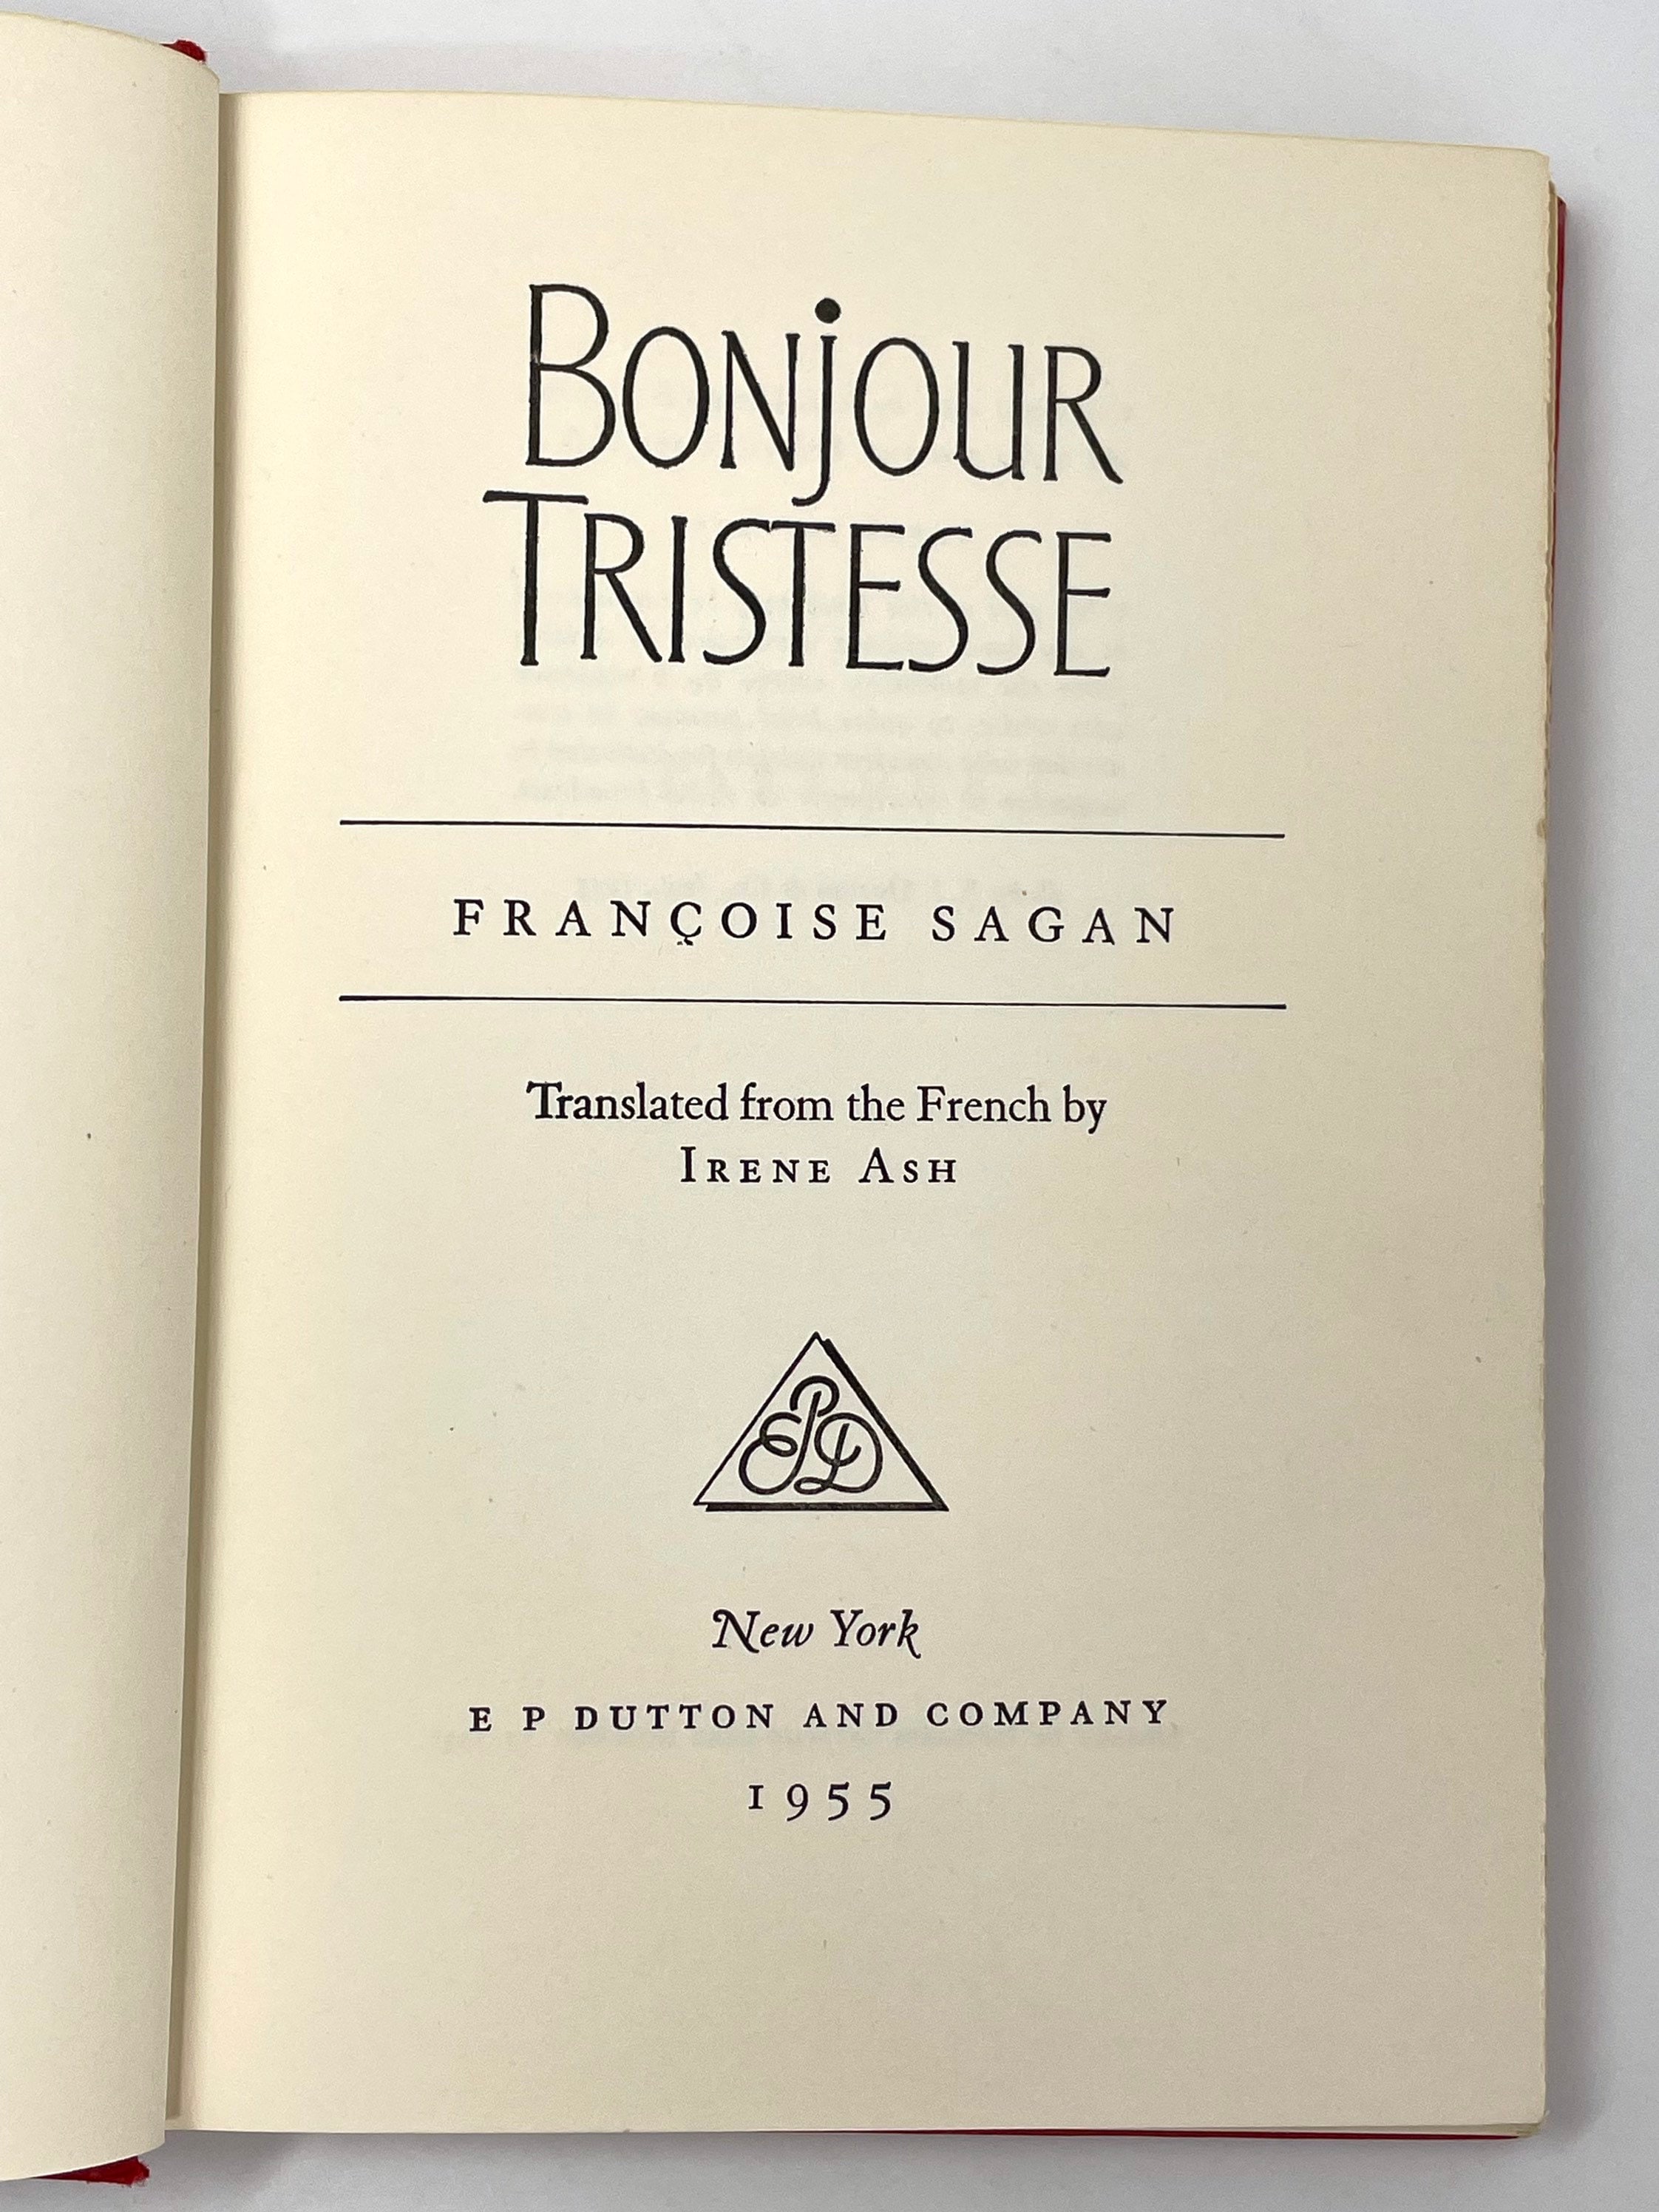 BONjOUR
TRISTESSE
FRANÇOISE SAGAN
Translated from the French by
IRENE ASH
EPD
New York
E P DUTTON AND COMPANY
1955